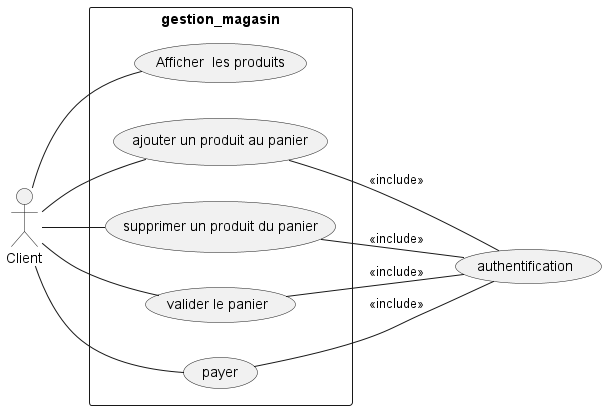 gestion_magasin
Afficher  les produits
ajouter un produit au panier
«include»
supprimer un produit du panier
«include»
Client
authentification
«include»
valider le panier
«include»
payer